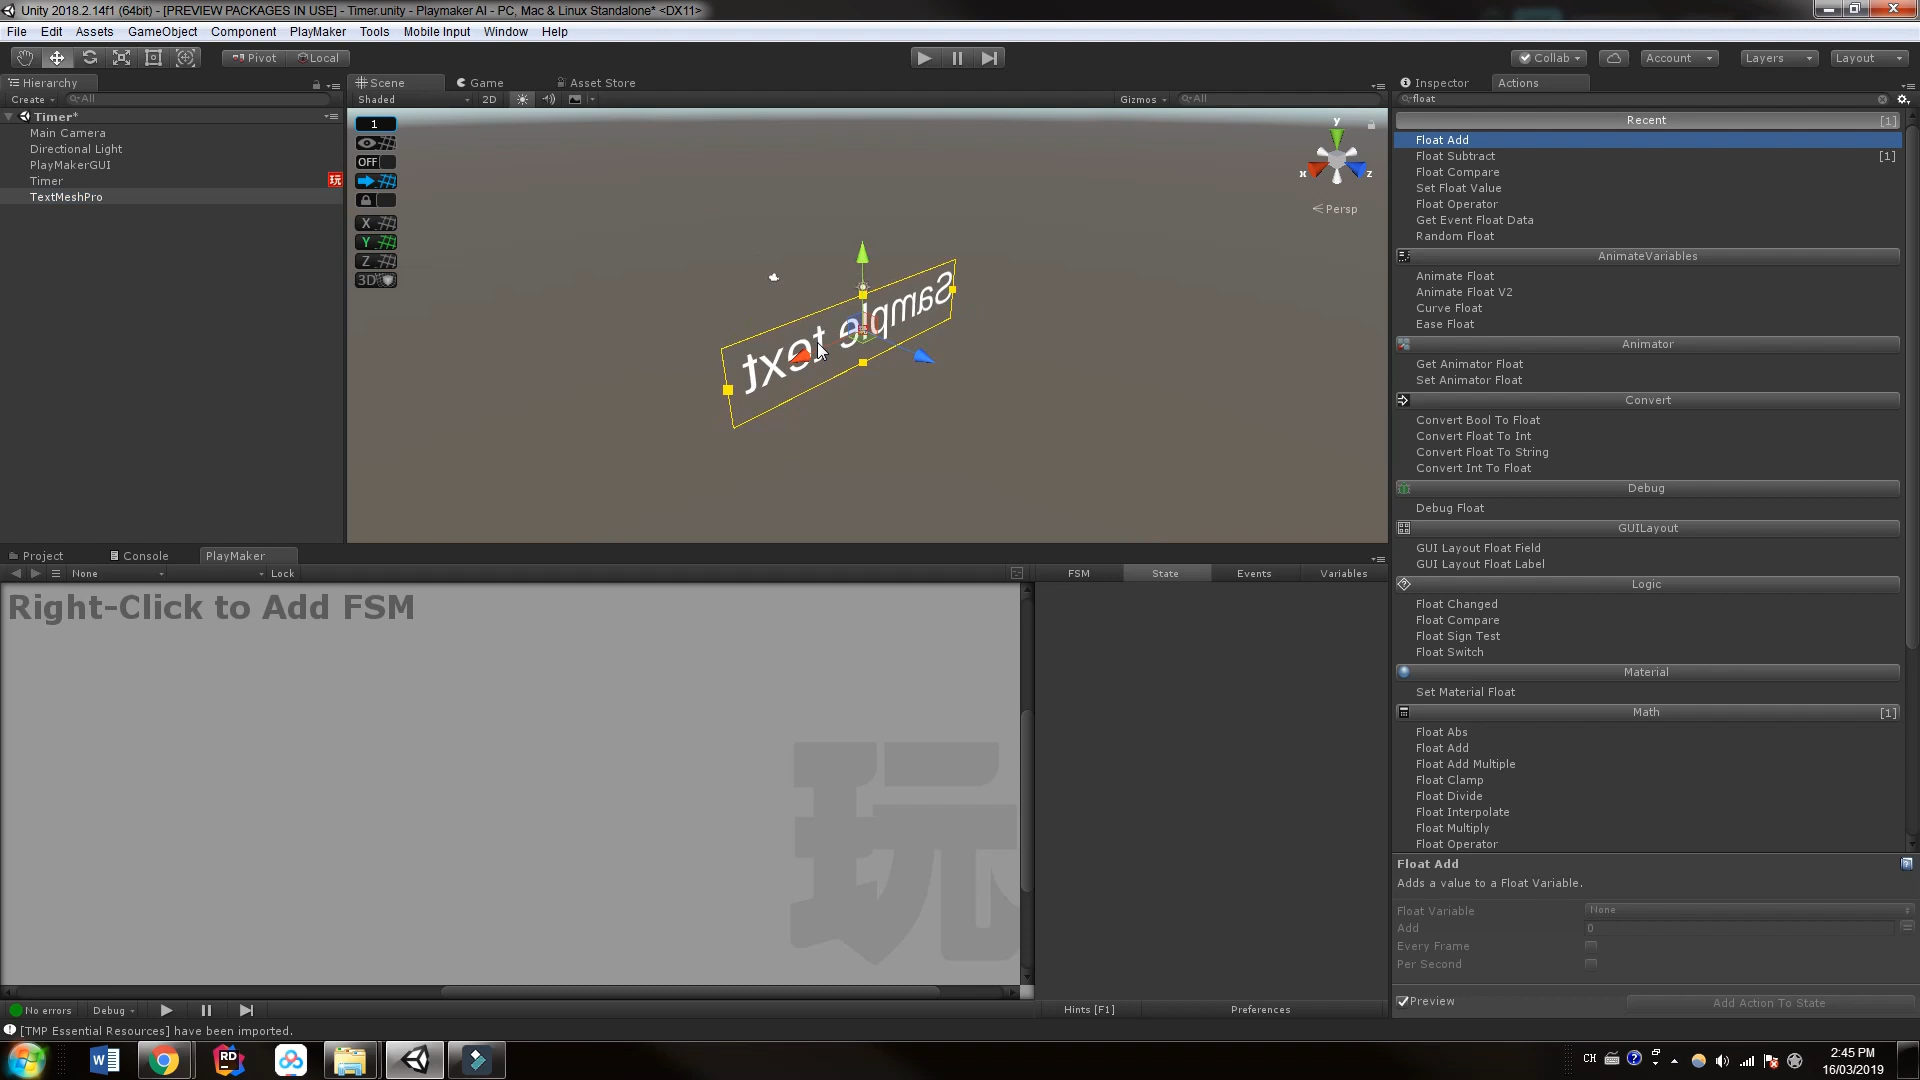 Unity 2018.2.14f1 (64bit) - [PREVIEW PACKAGES IN USE] - Timer.unity - Playmaker AI - PC, Mac & Linux Standalone* <DX11>
File Edit Assets GameObject Component PlayMaker Tools Mobile Input Window Help
Pivot Local Collab Account Layers Layout
Hierarchy Scene Game Asset Store Inspector Actions
Create All Shaded 2D Gizmos All float
Timer*
Main Camera
Directional Light
PlayMakerGUI
Timer 玩
TextMeshPro
1
OFF
X
Y
Z
3D
y
x z
Persp
Sample text
Recent [1]
Float Add
Float Subtract [1]
Float Compare
Set Float Value
Float Operator
Get Event Float Data
Random Float
AnimateVariables
Animate Float
Animate Float V2
Curve Float
Ease Float
Animator
Get Animator Float
Set Animator Float
Convert
Convert Bool To Float
Convert Float To Int
Convert Float To String
Convert Int To Float
Debug
Debug Float
GUILayout
GUI Layout Float Field
GUI Layout Float Label
Logic
Float Changed
Float Compare
Float Sign Test
Float Switch
Material
Set Material Float
Math [1]
Float Abs
Float Add
Float Add Multiple
Float Clamp
Float Divide
Float Interpolate
Float Multiply
Float Operator
Float Add
Adds a value to a Float Variable.
Float Variable None
Add 0
Every Frame
Per Second
Preview Add Action To State
Project Console PlayMaker
None Lock FSM State Events Variables
Right-Click to Add FSM
玩
No errors Debug Hints [F1] Preferences
[TMP Essential Resources] have been imported.
W RD CH 2:45 PM
16/03/2019